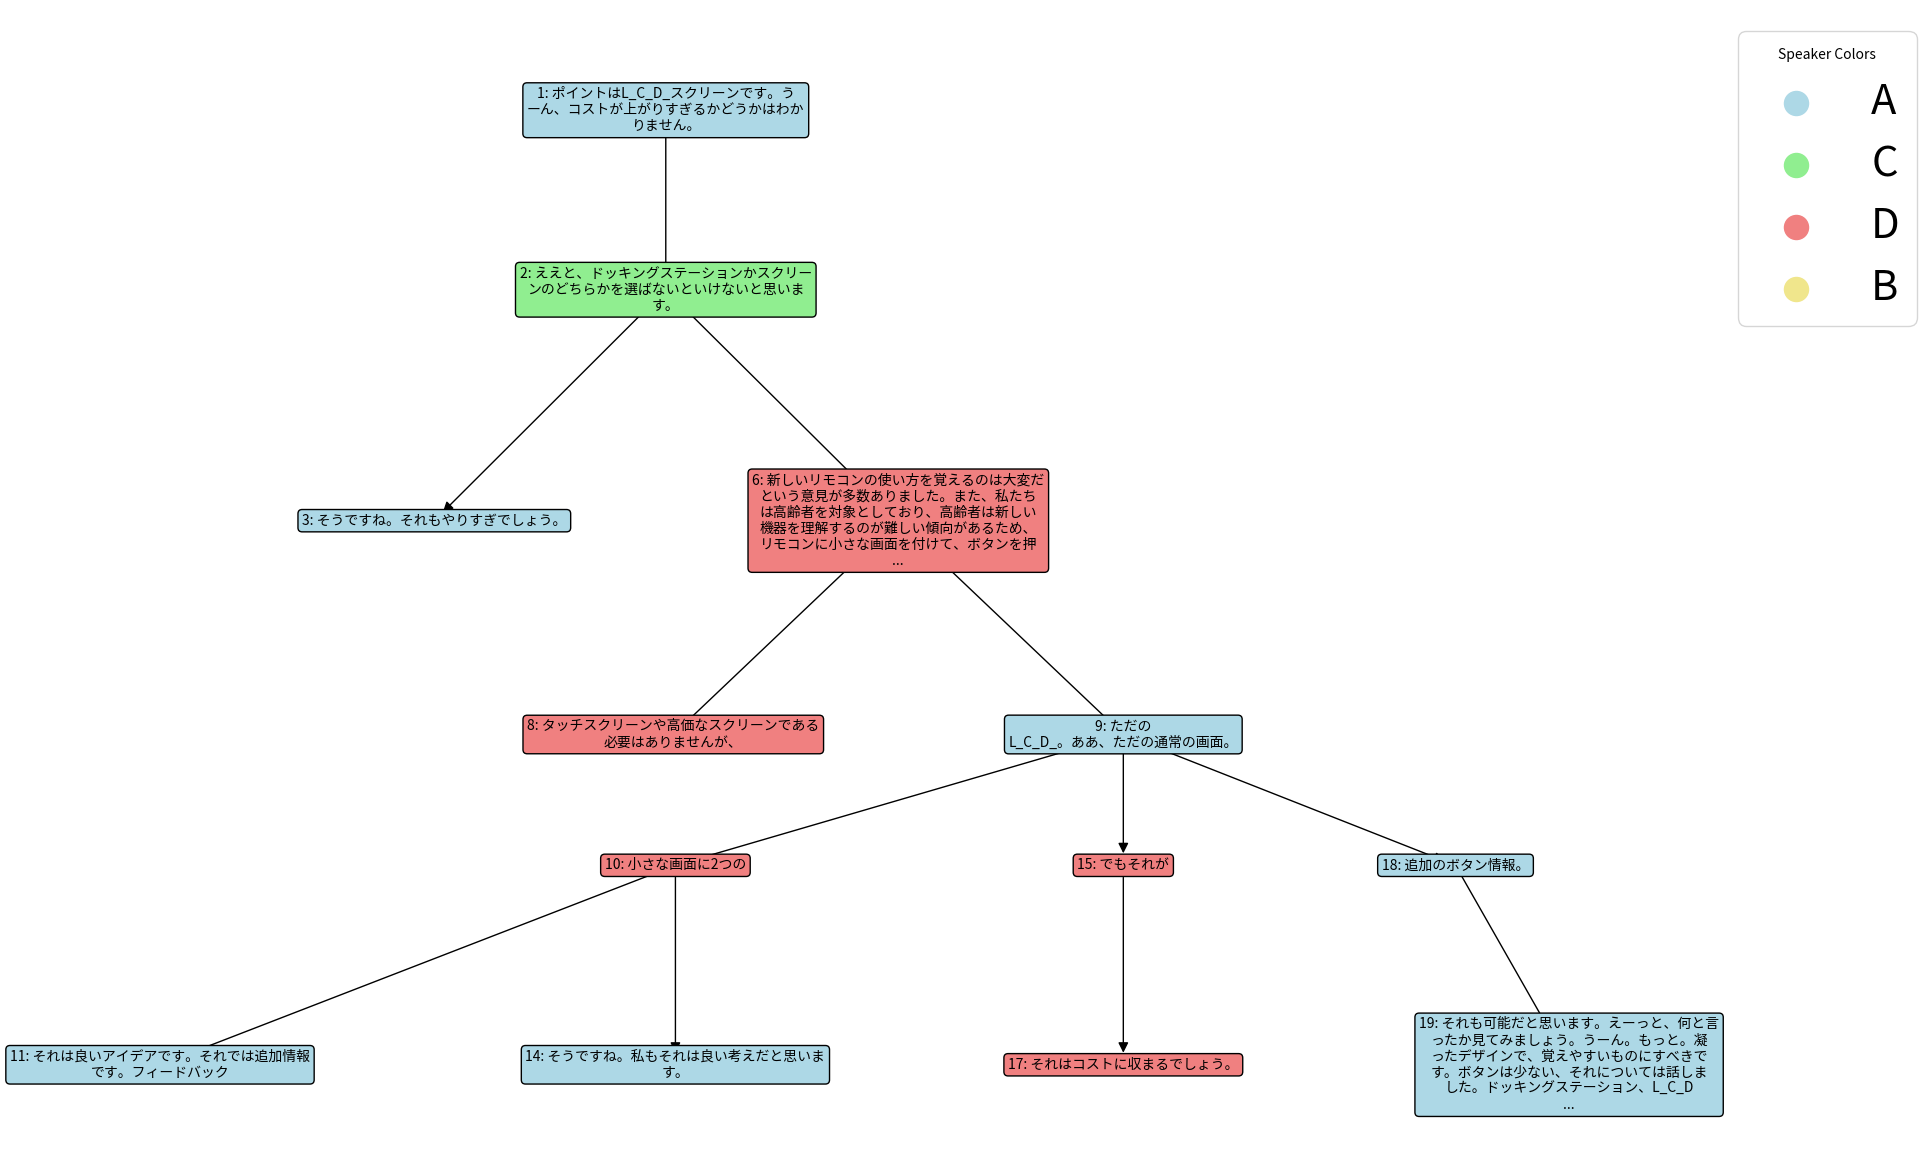 Speaker Colors
A
C
D
B
1: ポイントはL_C_D_スクリーンです。う
ーん、コストが上がりすぎるかどうかはわか
りません。
2: ええと、ドッキングステーションかスクリー
ンのどちらかを選ばないといけないと思いま
す。
3: そうですね。それもやりすぎでしょう。
6: 新しいリモコンの使い方を覚えるのは大変だ
という意見が多数ありました。また、私たち
は高齢者を対象としており、高齢者は新しい
機器を理解するのが難しい傾向があるため、
リモコンに小さな画面を付けて、ボタンを押
...
8: タッチスクリーンや高価なスクリーンである
必要はありませんが、
9: ただの
L_C_D_。ああ、ただの通常の画面。
10: 小さな画面に2つの
15: でもそれが
18: 追加のボタン情報。
11: それは良いアイデアです。それでは追加情報
です。フィードバック
14: そうですね。私もそれは良い考えだと思いま
す。
17: それはコストに収まるでしょう。
19: それも可能だと思います。えーっと、何と言
ったか見てみましょう。うーん。もっと。凝
ったデザインで、覚えやすいものにすべきで
す。ボタンは少ない、それについては話しま
した。ドッキングステーション、L_C_D
...